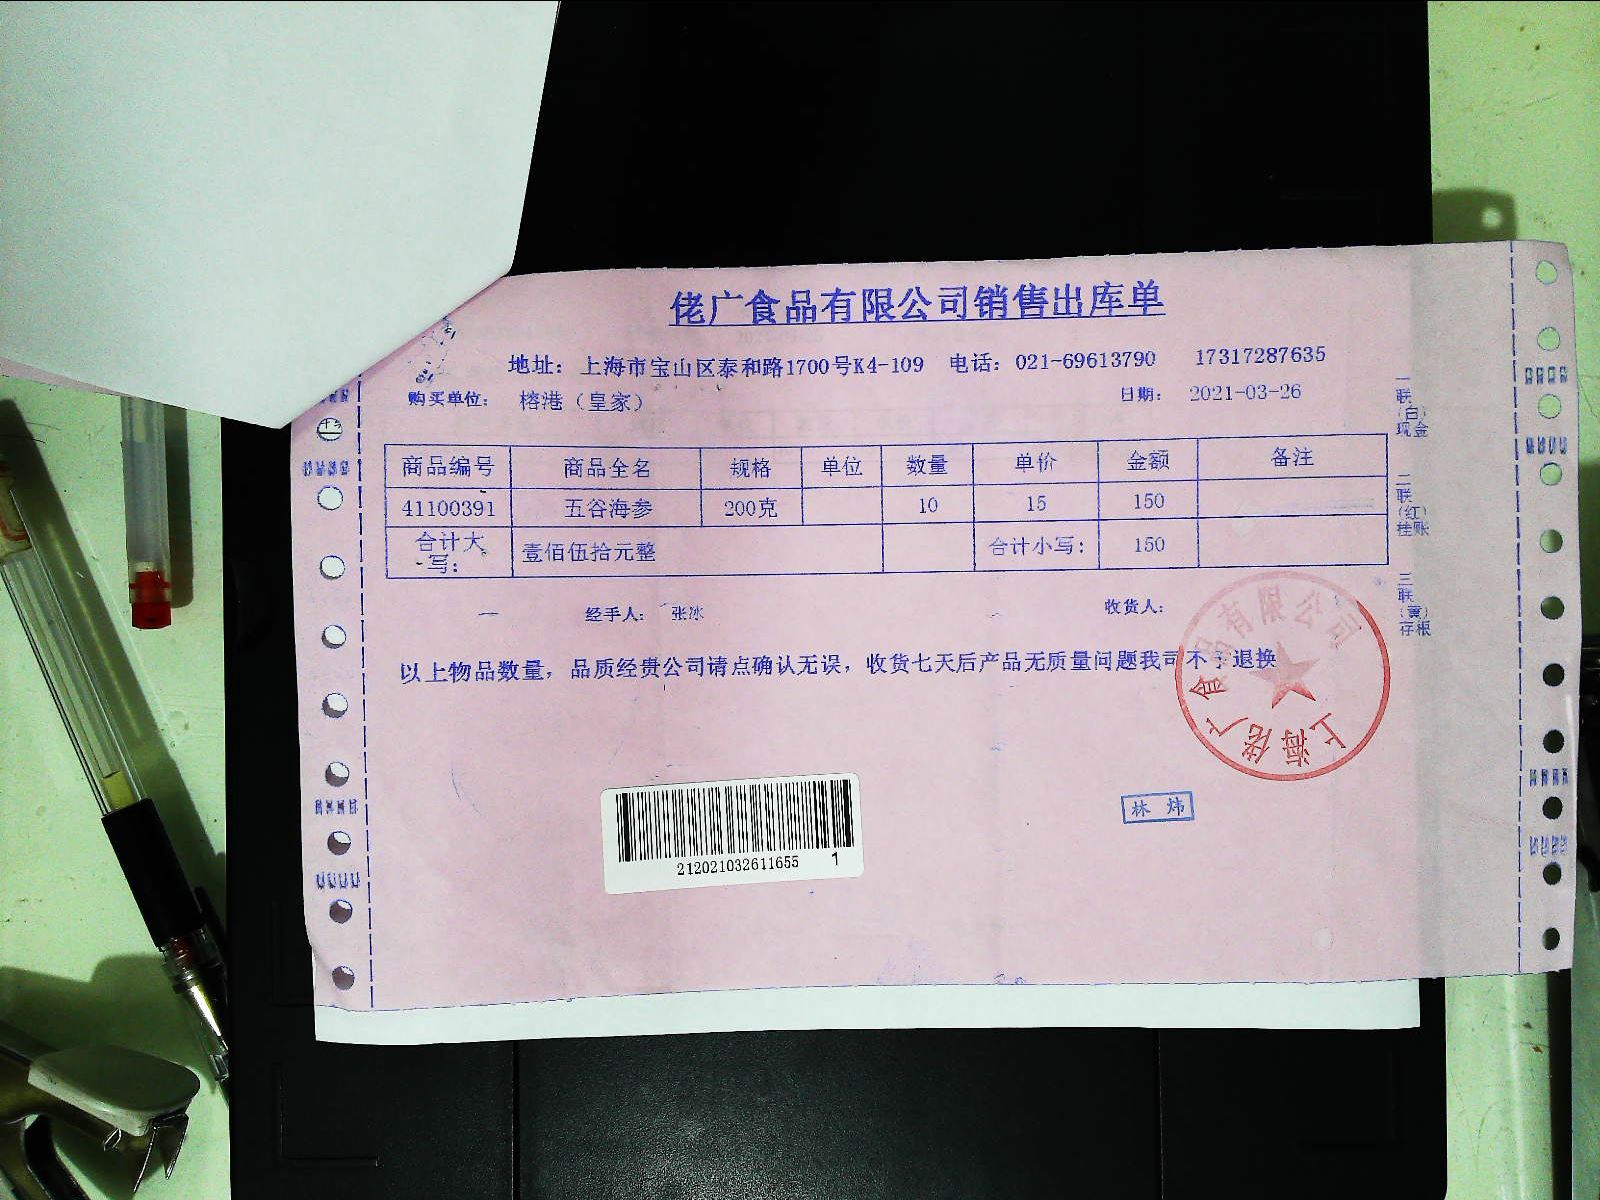 佬广食品有限公司销售出库单
地址：上海市宝山区泰和路1700号K4-109 电话：021-69613790 17317287635
购买单位： 榕港（皇家） 日期： 2021-03-26
商品编号 商品全名 规格 单位 数量 单价 金额 备注
41100391 五谷海参 200克 10 15 150
合计大写： 壹佰伍拾元整 合计小写： 150
经手人： 张冰 收货人：
以上物品数量，品质经贵公司请点确认无误，收货七天后产品无质量问题我司不予退换
一联（白）现金
二联（红）挂账
三联（黄）存根
上海佬广食品有限公司
林炜
212021032611655 1